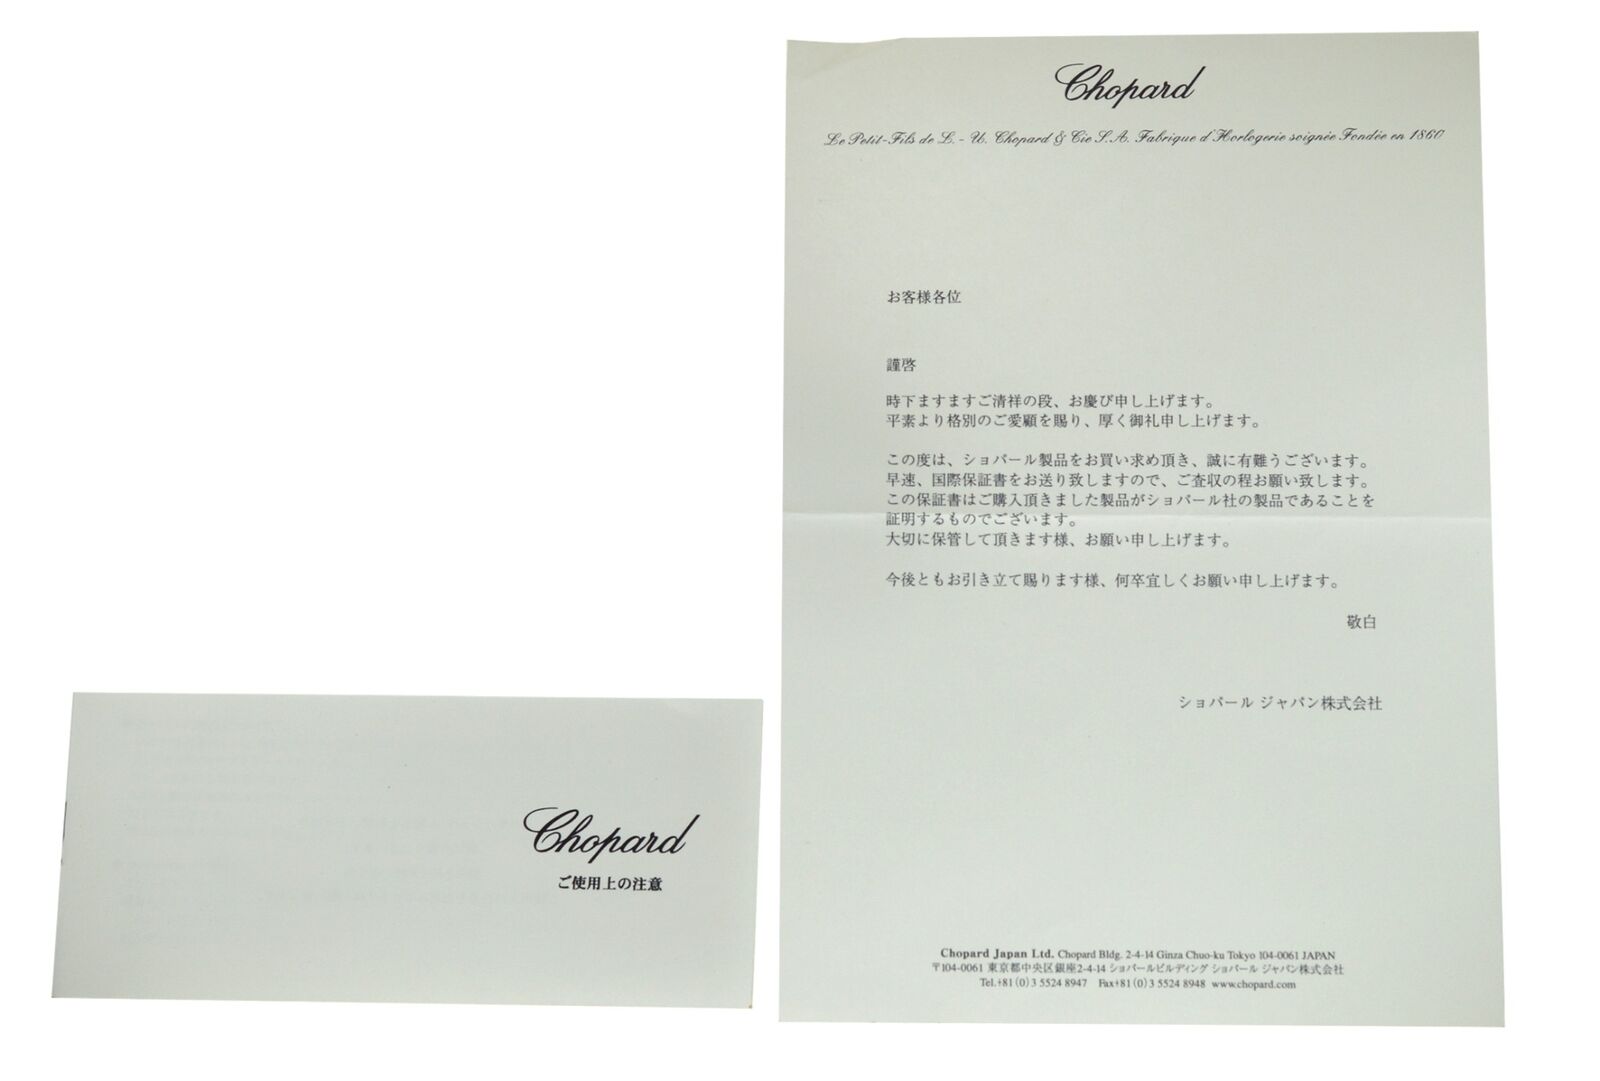 Chopard
Le Petit-Fils de L.-U. Chopard & Cie S.A. Fabrique d'Horlogerie soignée Fondée en 1860
お客様各位
謹啓
時下ますますご清祥の段、お慶び申し上げます。
平素より格別のご愛顧を賜り、厚く御礼申し上げます。
この度は、ショパール製品をお買い求め頂き、誠に有難うございます。
早速、国際保証書をお送り致しますので、ご査収の程お願い致します。
この保証書はご購入頂きました製品がショパール社の製品であることを
証明するものでございます。
大切に保管して頂きます様、お願い申し上げます。
今後ともお引き立て賜ります様、何卒宜しくお願い申し上げます。
敬白
ショパール ジャパン株式会社
Chopard Japan Ltd. Chopard Bldg. 2-4-14 Ginza Chuo-ku Tokyo 104-0061 JAPAN
〒104-0061 東京都中央区銀座2-4-14 ショパールビルディング ショパール ジャパン株式会社
Tel.+81(0)3 5524 8947 Fax+81(0)3 5524 8948 www.chopard.com
Chopard
ご使用上の注意